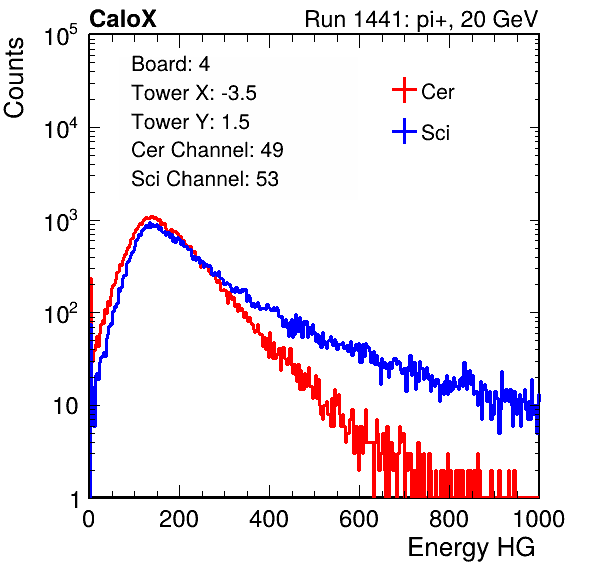 CaloX Run 1441: pi+, 20 GeV
Counts
10^5
10^4
10^3
10^2
10
1
Board: 4
Tower X: -3.5
Tower Y: 1.5
Cer Channel: 49
Sci Channel: 53
Cer
Sci
0 200 400 600 800 1000
Energy HG